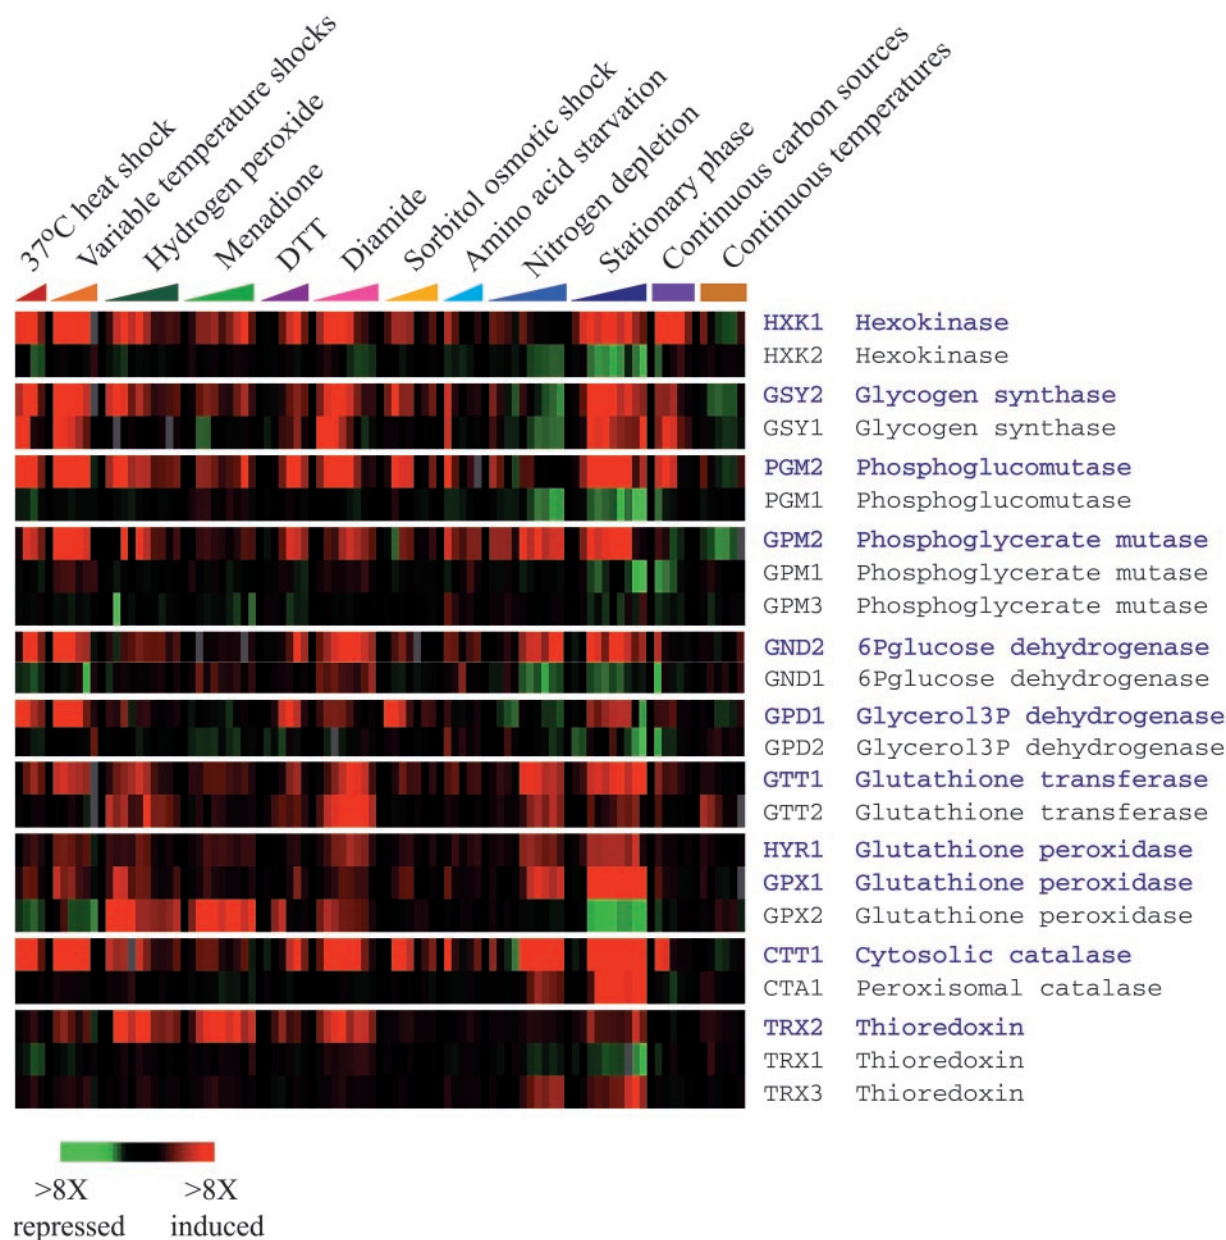 37°C heat shock
Variable temperature shocks
Hydrogen peroxide
Menadione
DTT
Diamide
Sorbitol osmotic shock
Amino acid starvation
Nitrogen depletion
Stationary phase
Continuous carbon sources
Continuous temperatures
HXK1 Hexokinase
HXK2 Hexokinase
GSY2 Glycogen synthase
GSY1 Glycogen synthase
PGM2 Phosphoglucomutase
PGM1 Phosphoglucomutase
GPM2 Phosphoglycerate mutase
GPM1 Phosphoglycerate mutase
GPM3 Phosphoglycerate mutase
GND2 6Pglucose dehydrogenase
GND1 6Pglucose dehydrogenase
GPD1 Glycerol3P dehydrogenase
GPD2 Glycerol3P dehydrogenase
GTT1 Glutathione transferase
GTT2 Glutathione transferase
HYR1 Glutathione peroxidase
GPX1 Glutathione peroxidase
GPX2 Glutathione peroxidase
CTT1 Cytosolic catalase
CTA1 Peroxisomal catalase
TRX2 Thioredoxin
TRX1 Thioredoxin
TRX3 Thioredoxin
>8X >8X
repressed induced